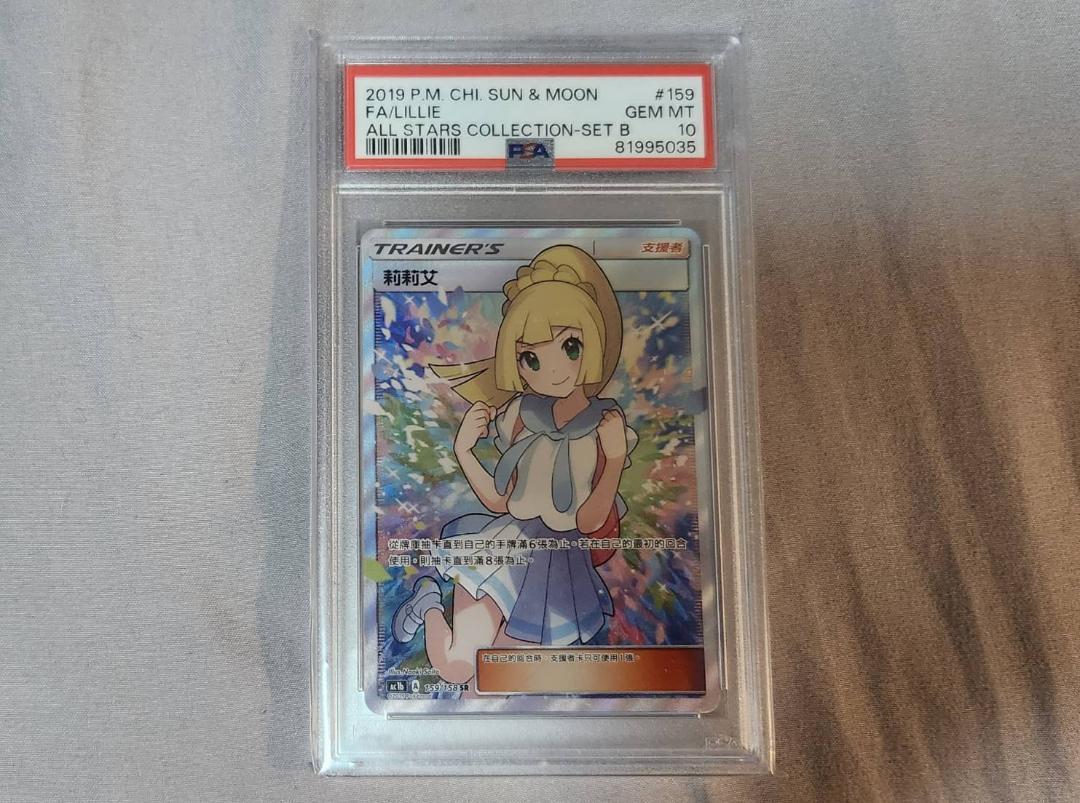 2019 P.M. CHI. SUN & MOON #159
FA/LILLIE GEM MT
ALL STARS COLLECTION-SET B 10
PSA 81995035
TRAINER'S 支援者
莉莉艾
從牌庫抽卡直到自己的手牌滿6張為止。若在自己的最初的回合
使用,則抽卡直到滿8張為止。
在自己的回合時,支援者卡只可使用1張。
Illus. Naoki Saito
AC1b A 159/158 SR